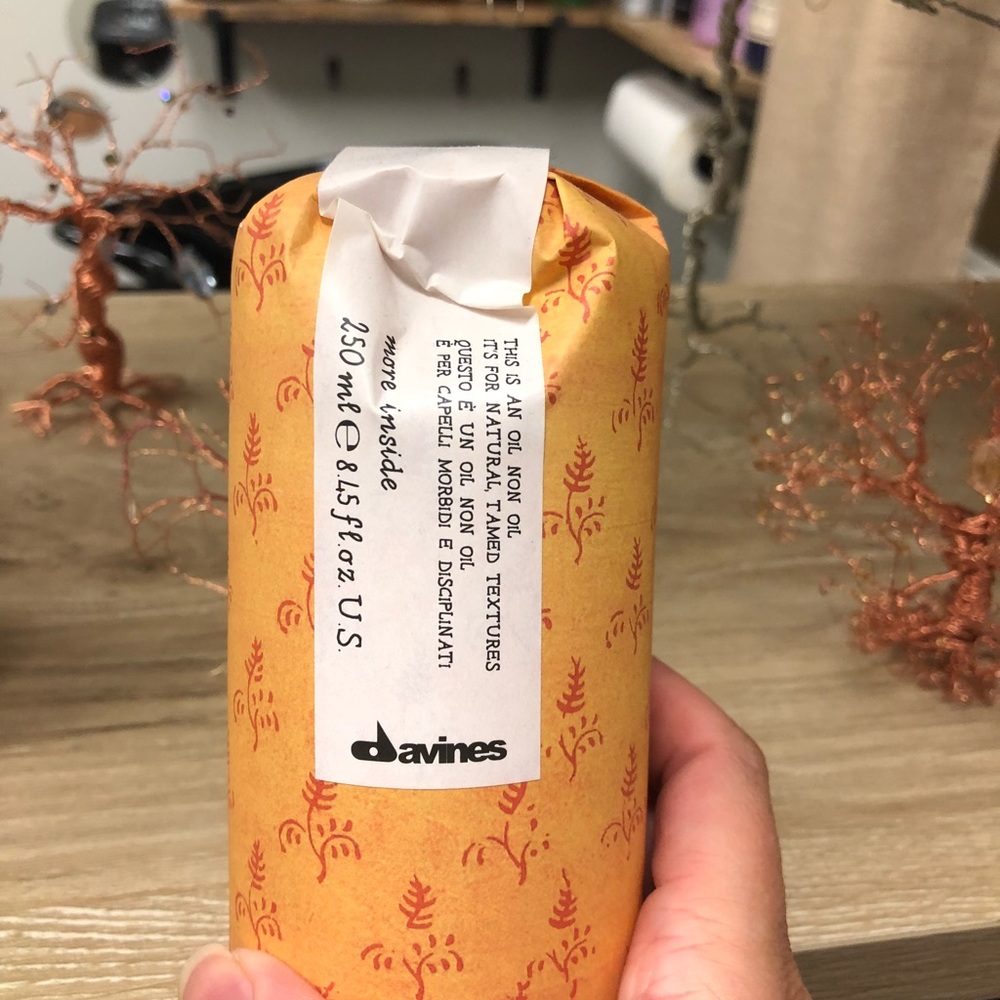 THIS IS AN OIL NON OIL
IT'S FOR NATURAL, TAMED TEXTURES
QUESTO È UN OIL NON OIL
È PER CAPELLI MORBIDI E DISCIPLINATI
more inside
250 ml ℮ 8.45 fl.oz. U.S.
davines